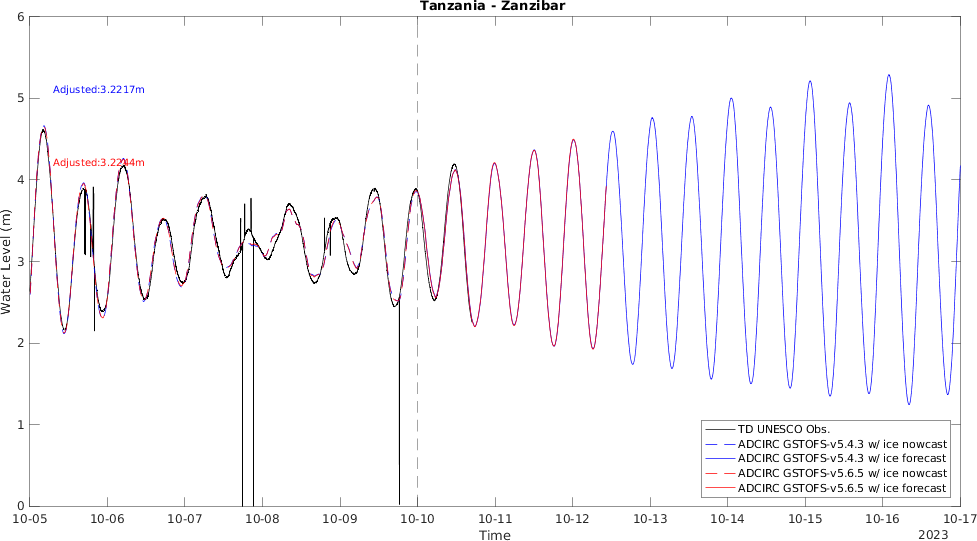 Tanzania - Zanzibar
6
5
4
3
2
1
0
Water Level (m)
Adjusted:3.2217m
Adjusted:3.2244m
TD UNESCO Obs.
ADCIRC GSTOFS-v5.4.3 w/ ice nowcast
ADCIRC GSTOFS-v5.4.3 w/ ice forecast
ADCIRC GSTOFS-v5.6.5 w/ ice nowcast
ADCIRC GSTOFS-v5.6.5 w/ ice forecast
10-05 10-06 10-07 10-08 10-09 10-10 10-11 10-12 10-13 10-14 10-15 10-16 10-17
Time
2023